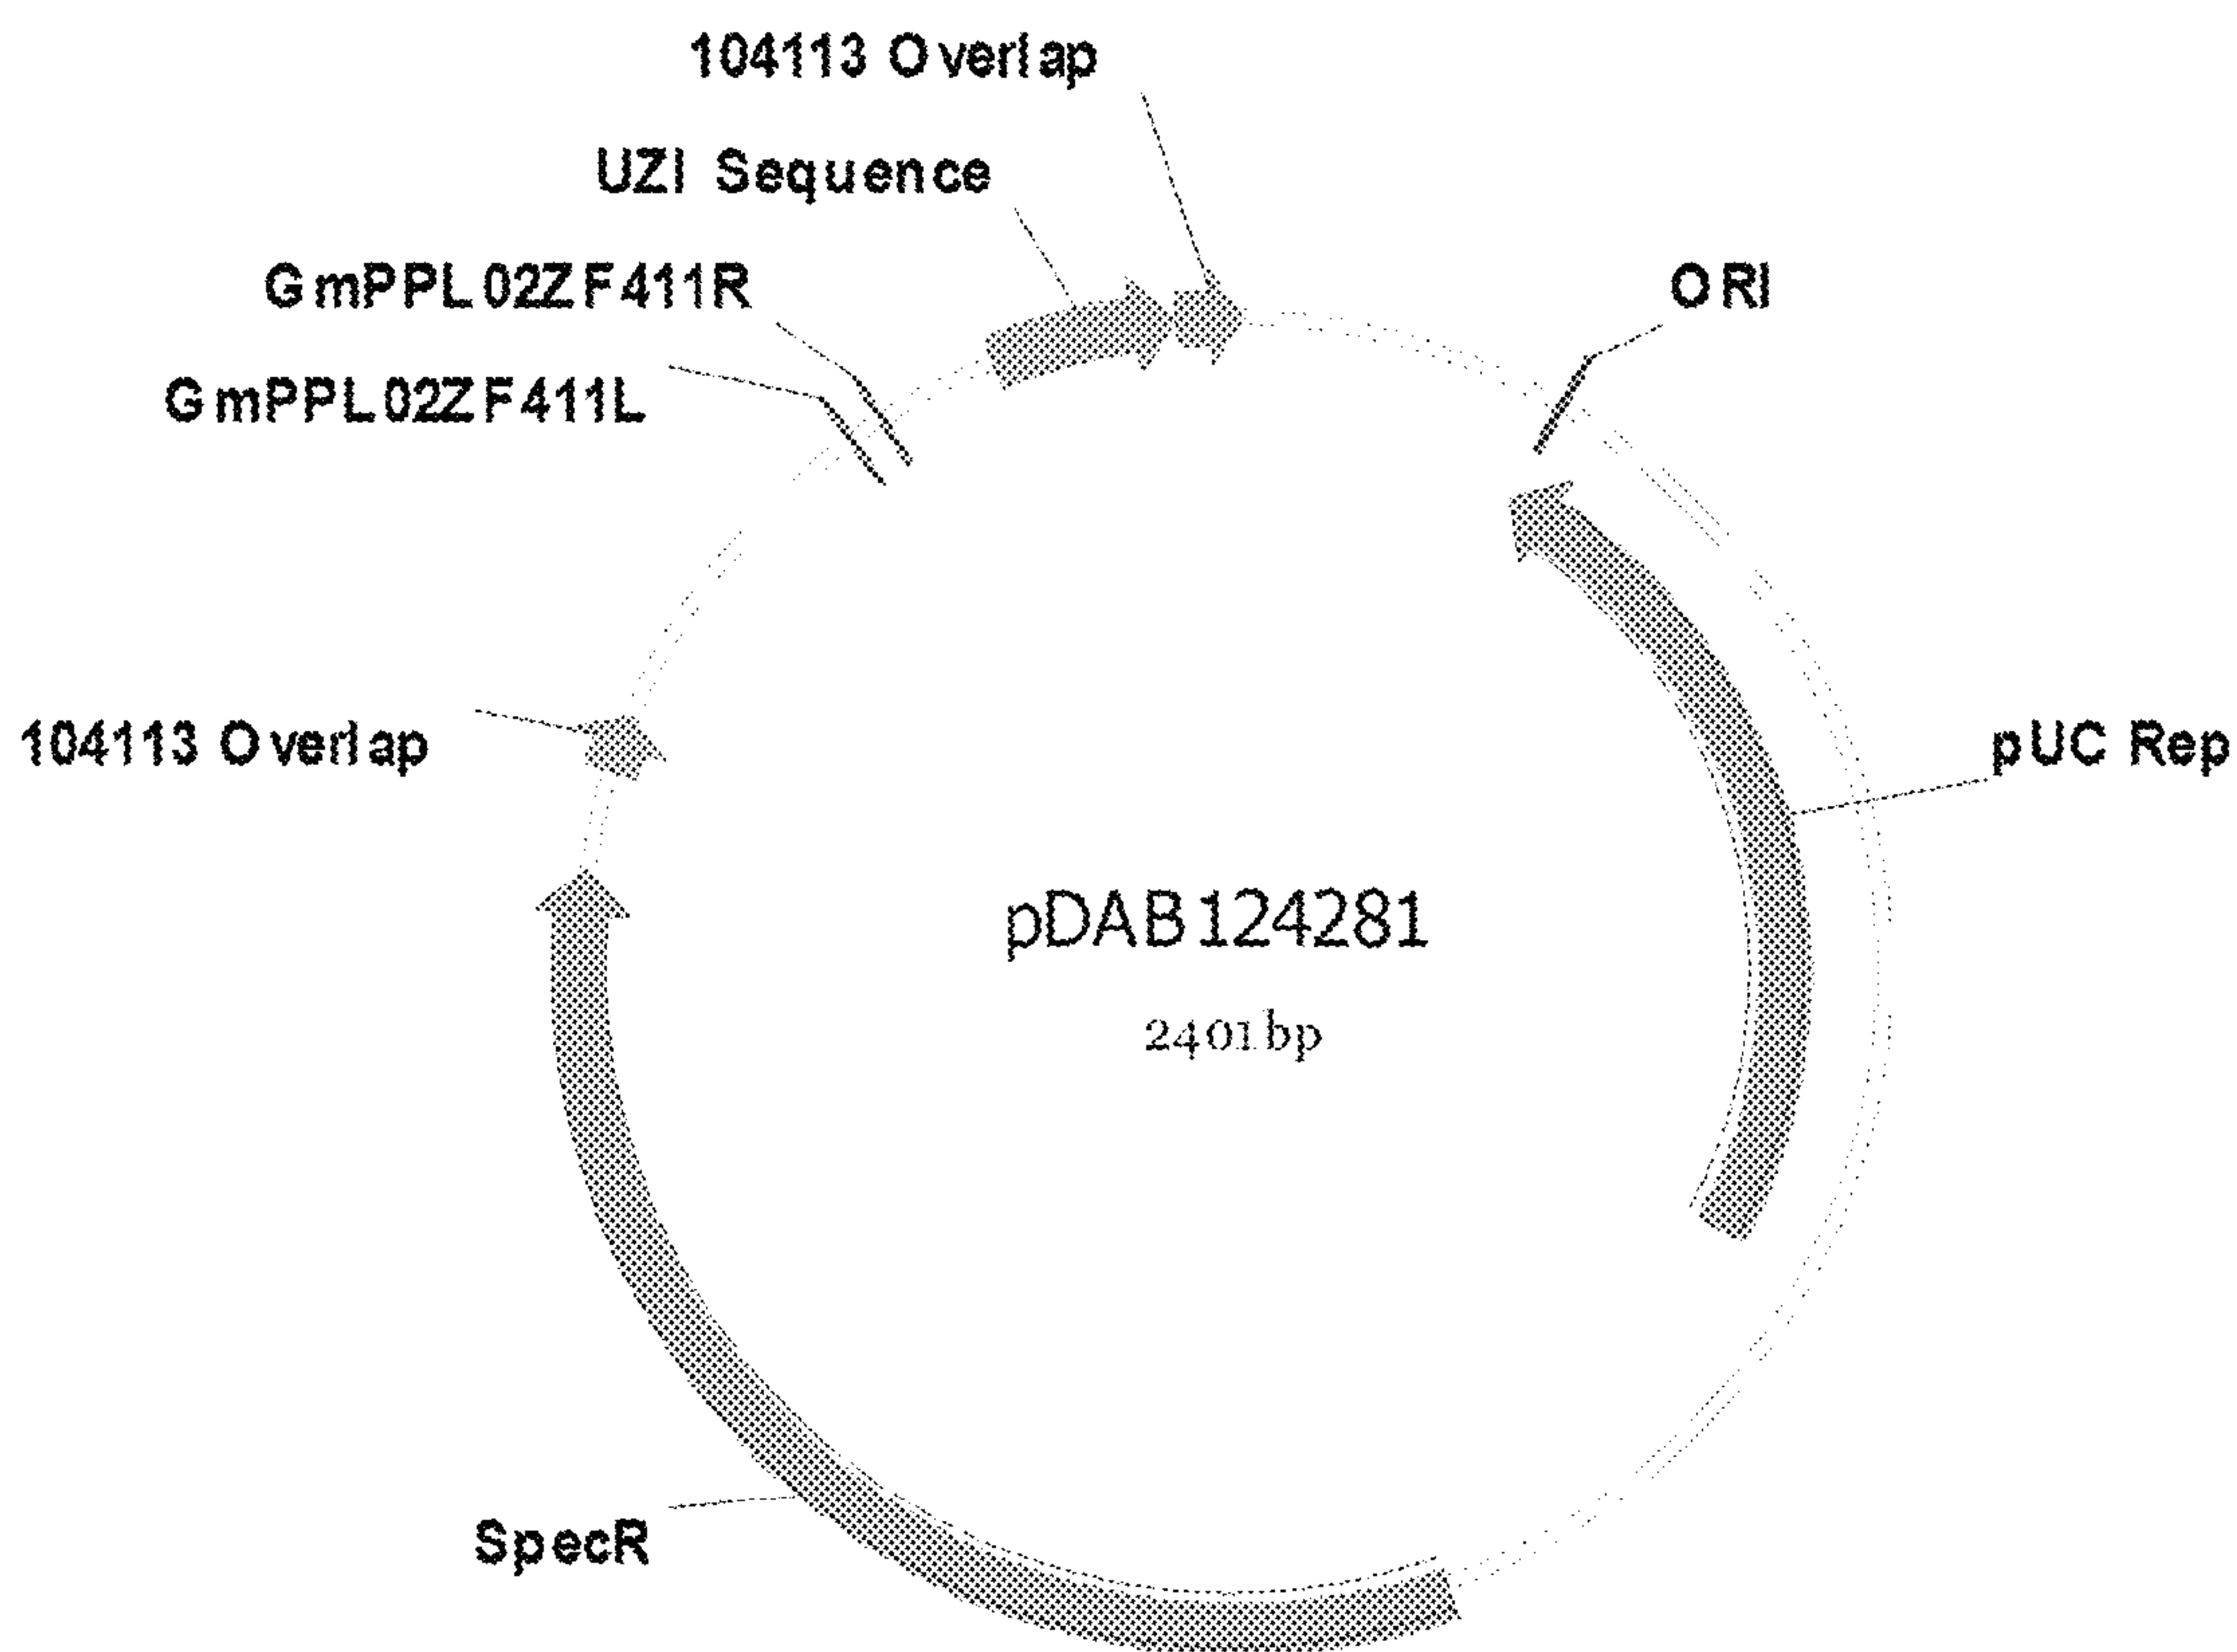 104113 Overlap
UZI Sequence
GmPPL02ZF411R
ORI
GmPPL02ZF411L
104113 Overlap
pUC Rep
pDAB124281
2401bp
SpecR